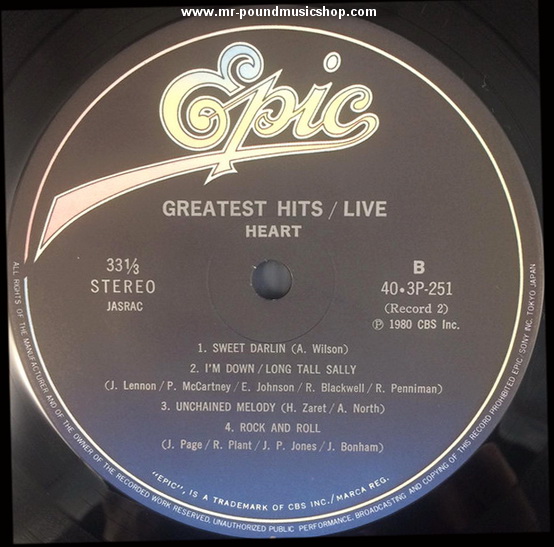 www.mr-poundmusicshop.com
Epic
GREATEST HITS / LIVE
HEART
33⅓
STEREO
JASRAC
B
40•3P-251
(Record 2)
℗ 1980 CBS Inc.
1. SWEET DARLIN (A. Wilson)
2. I'M DOWN / LONG TALL SALLY
(J. Lennon / P. McCartney / E. Johnson / R. Blackwell / R. Penniman)
3. UNCHAINED MELODY (H. Zaret / A. North)
4. ROCK AND ROLL
(J. Page / R. Plant / J. P. Jones / J. Bonham)
"EPIC", IS A TRADEMARK OF CBS INC./MARCA REG.
ALL RIGHTS OF THE MANUFACTURER AND OF THE OWNER OF THE RECORDED WORK RESERVED. UNAUTHORIZED PUBLIC PERFORMANCE, BROADCASTING AND COPYING OF THIS RECORD PROHIBITED EPIC·SONY INC. TOKYO JAPAN